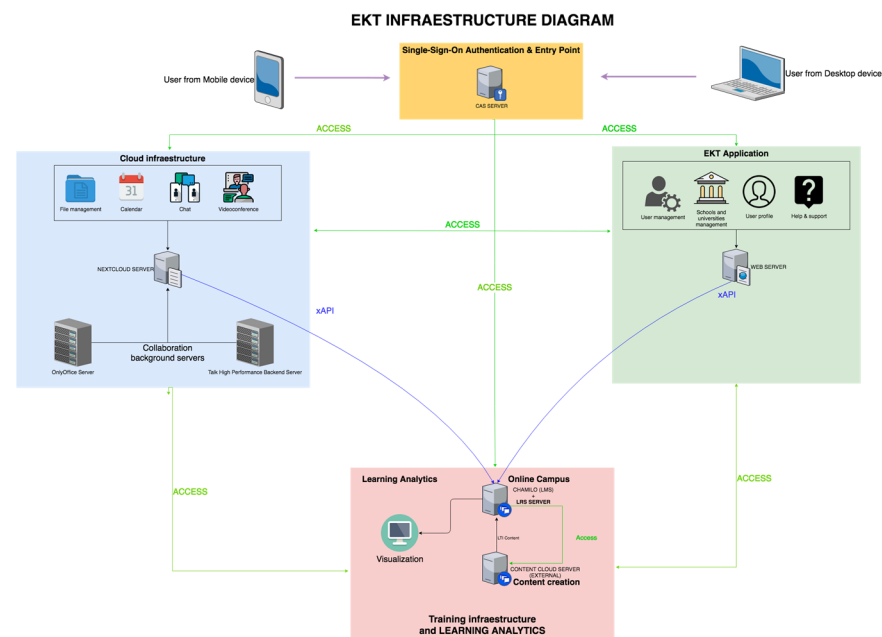 EKT INFRAESTRUCTURE DIAGRAM
Single-Sign-On Authentication & Entry Point
User from Mobile device
User from Desktop device
CAS SERVER
ACCESS
ACCESS
Cloud infraestructure
EKT Application
31
File management
Calendar
Chat
Videoconference
User management
Schools and
universities
management
User profile
Help & support
ACCESS
NEXTCLOUD SERVER
WEB SERVER
ACCESS
xAPI
xAPI
Collaboration
background servers
OnlyOffice Server
Talk High Performance Backend Server
ACCESS
ACCESS
Learning Analytics
Online Campus
CHAMILO (LMS)
+
LRS SERVER
LTI Content
Access
Visualization
CONTENT CLOUD SERVER
(EXTERNAL)
Content creation
Training infraestructure
and LEARNING ANALYTICS